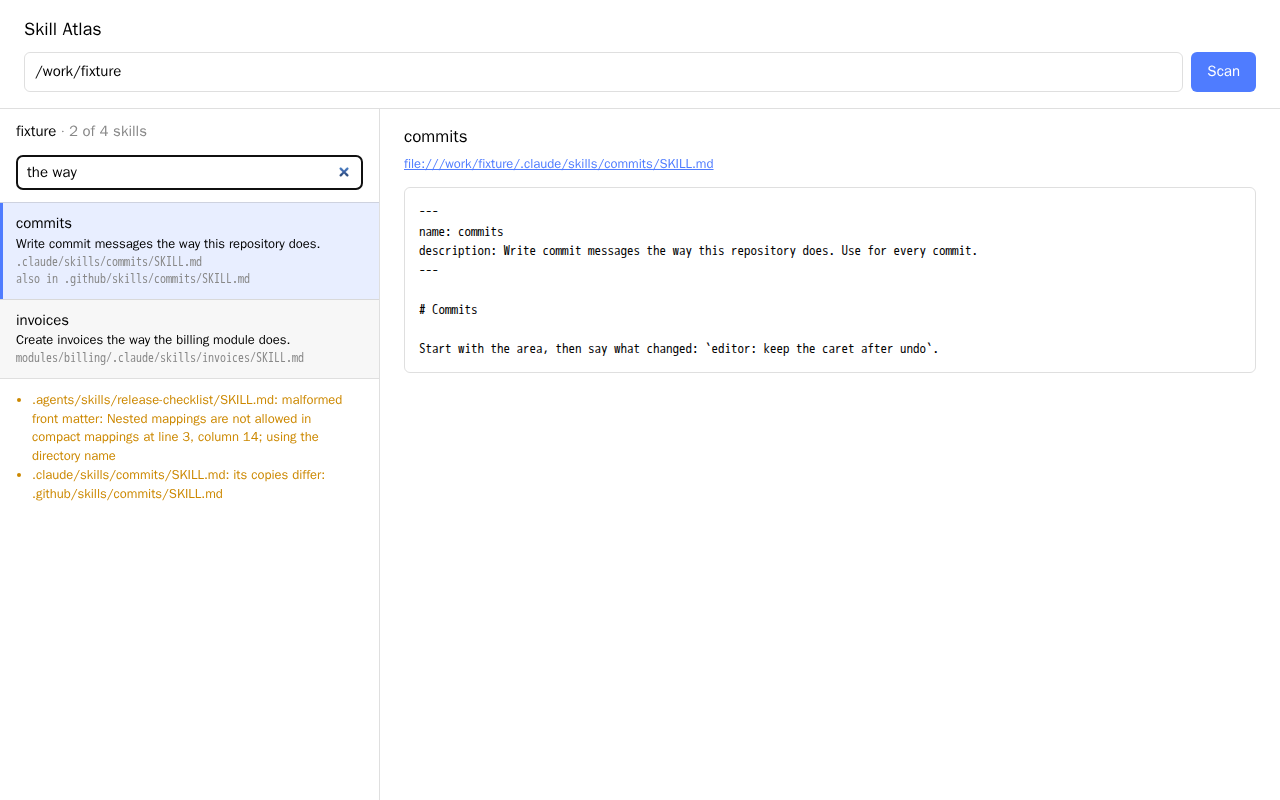 Skill Atlas
/work/fixture
Scan
fixture · 2 of 4 skills
the way
commits
Write commit messages the way this repository does.
.claude/skills/commits/SKILL.md
also in .github/skills/commits/SKILL.md
invoices
Create invoices the way the billing module does.
modules/billing/.claude/skills/invoices/SKILL.md
• .agents/skills/release-checklist/SKILL.md: malformed
front matter: Nested mappings are not allowed in
compact mappings at line 3, column 14; using the
directory name
• .claude/skills/commits/SKILL.md: its copies differ:
.github/skills/commits/SKILL.md
commits
file:///work/fixture/.claude/skills/commits/SKILL.md
---
name: commits
description: Write commit messages the way this repository does. Use for every commit.
---
# Commits
Start with the area, then say what changed: `editor: keep the caret after undo`.